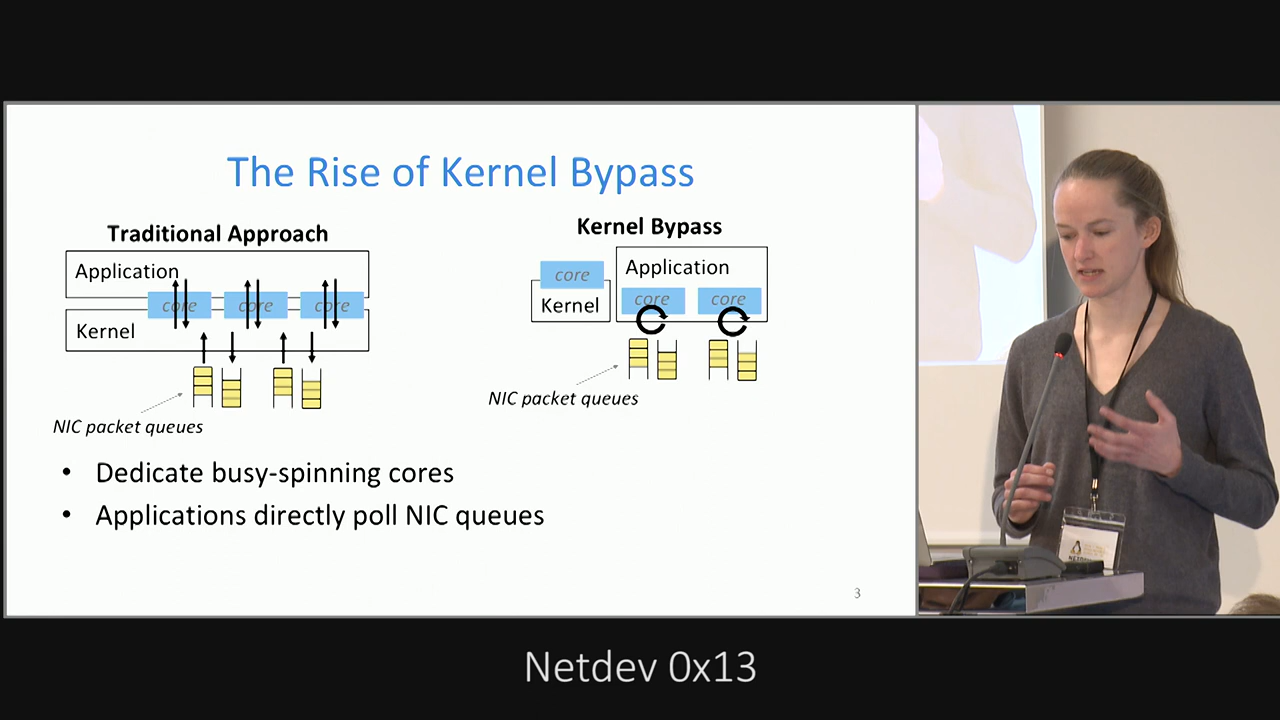 The Rise of Kernel Bypass
Traditional Approach
Application
core core core
Kernel
NIC packet queues
Kernel Bypass
core
Application
Kernel
core core
NIC packet queues
• Dedicate busy-spinning cores
• Applications directly poll NIC queues
3
Netdev 0x13